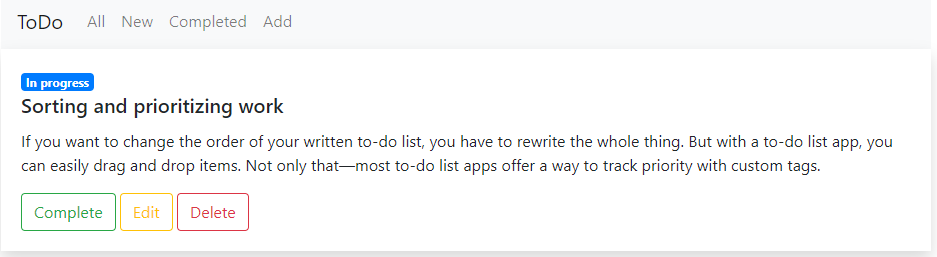 ToDo All New Completed Add
In progress
Sorting and prioritizing work
If you want to change the order of your written to-do list, you have to rewrite the whole thing. But with a to-do list app, you
can easily drag and drop items. Not only that—most to-do list apps offer a way to track priority with custom tags.
Complete Edit Delete